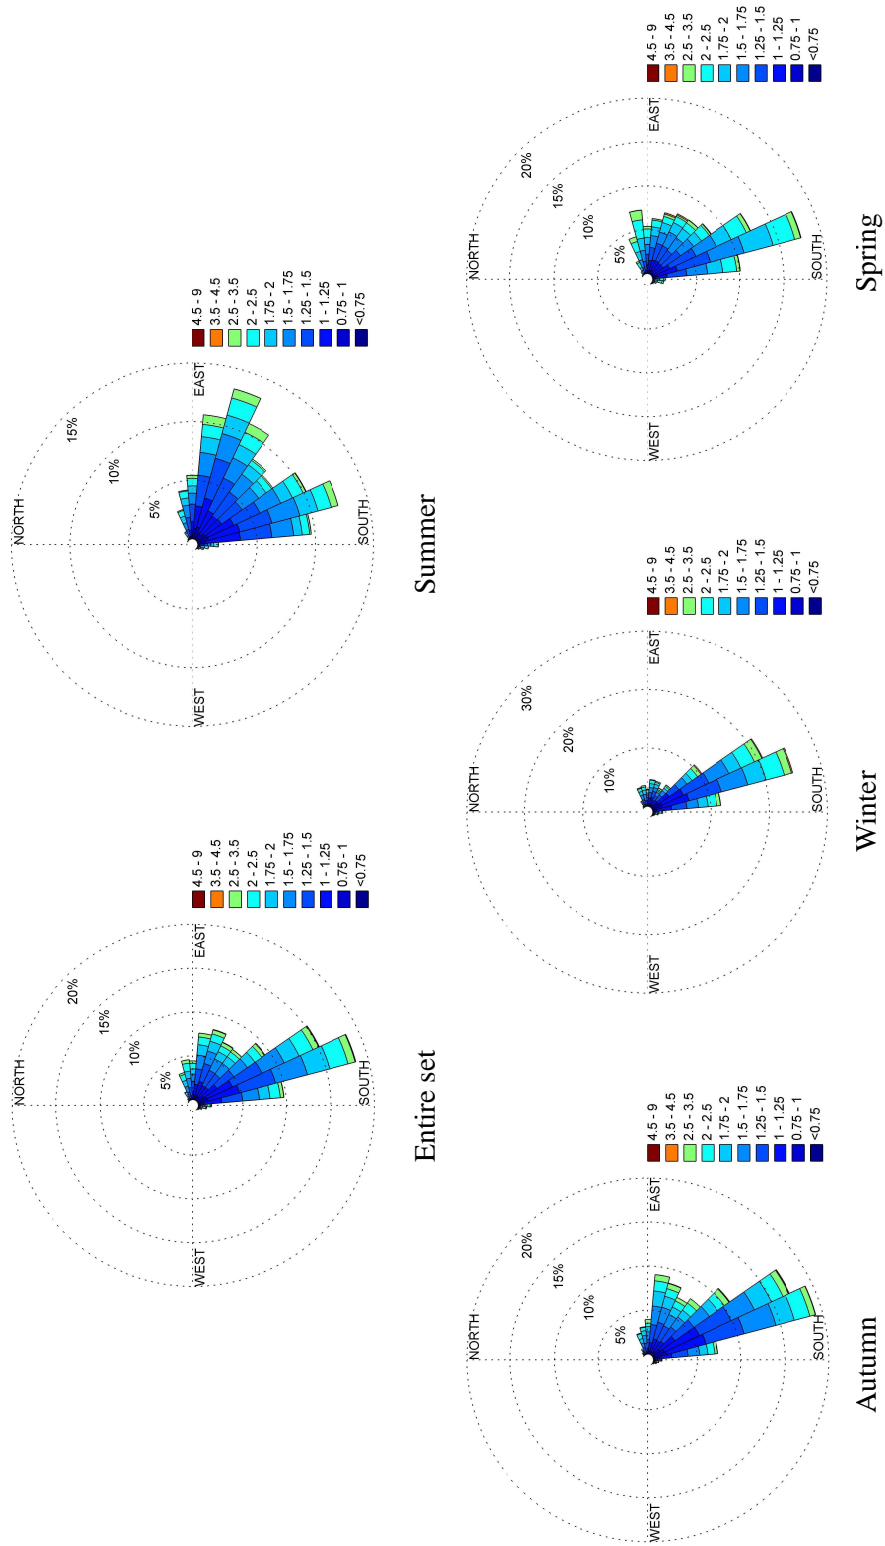 NORTH
WEST
EAST
SOUTH
5%
10%
15%
20%
4.5 - 9
3.5 - 4.5
2.5 - 3.5
2 - 2.5
1.75 - 2
1.5 - 1.75
1.25 - 1.5
1 - 1.25
0.75 - 1
<0.75
Entire set
NORTH
WEST
EAST
SOUTH
5%
10%
15%
4.5 - 9
3.5 - 4.5
2.5 - 3.5
2 - 2.5
1.75 - 2
1.5 - 1.75
1.25 - 1.5
1 - 1.25
0.75 - 1
<0.75
Summer
NORTH
WEST
EAST
SOUTH
5%
10%
15%
20%
4.5 - 9
3.5 - 4.5
2.5 - 3.5
2 - 2.5
1.75 - 2
1.5 - 1.75
1.25 - 1.5
1 - 1.25
0.75 - 1
<0.75
Autumn
NORTH
WEST
EAST
SOUTH
10%
20%
30%
4.5 - 9
3.5 - 4.5
2.5 - 3.5
2 - 2.5
1.75 - 2
1.5 - 1.75
1.25 - 1.5
1 - 1.25
0.75 - 1
<0.75
Winter
NORTH
WEST
EAST
SOUTH
5%
10%
15%
20%
4.5 - 9
3.5 - 4.5
2.5 - 3.5
2 - 2.5
1.75 - 2
1.5 - 1.75
1.25 - 1.5
1 - 1.25
0.75 - 1
<0.75
Spring